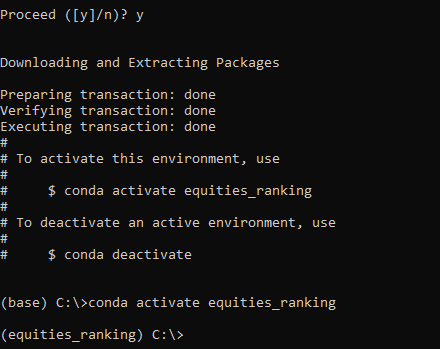 Proceed ([y]/n)? y
Downloading and Extracting Packages
Preparing transaction: done
Verifying transaction: done
Executing transaction: done
#
# To activate this environment, use
#
#     $ conda activate equities_ranking
#
# To deactivate an active environment, use
#
#     $ conda deactivate
(base) C:\>conda activate equities_ranking
(equities_ranking) C:\>